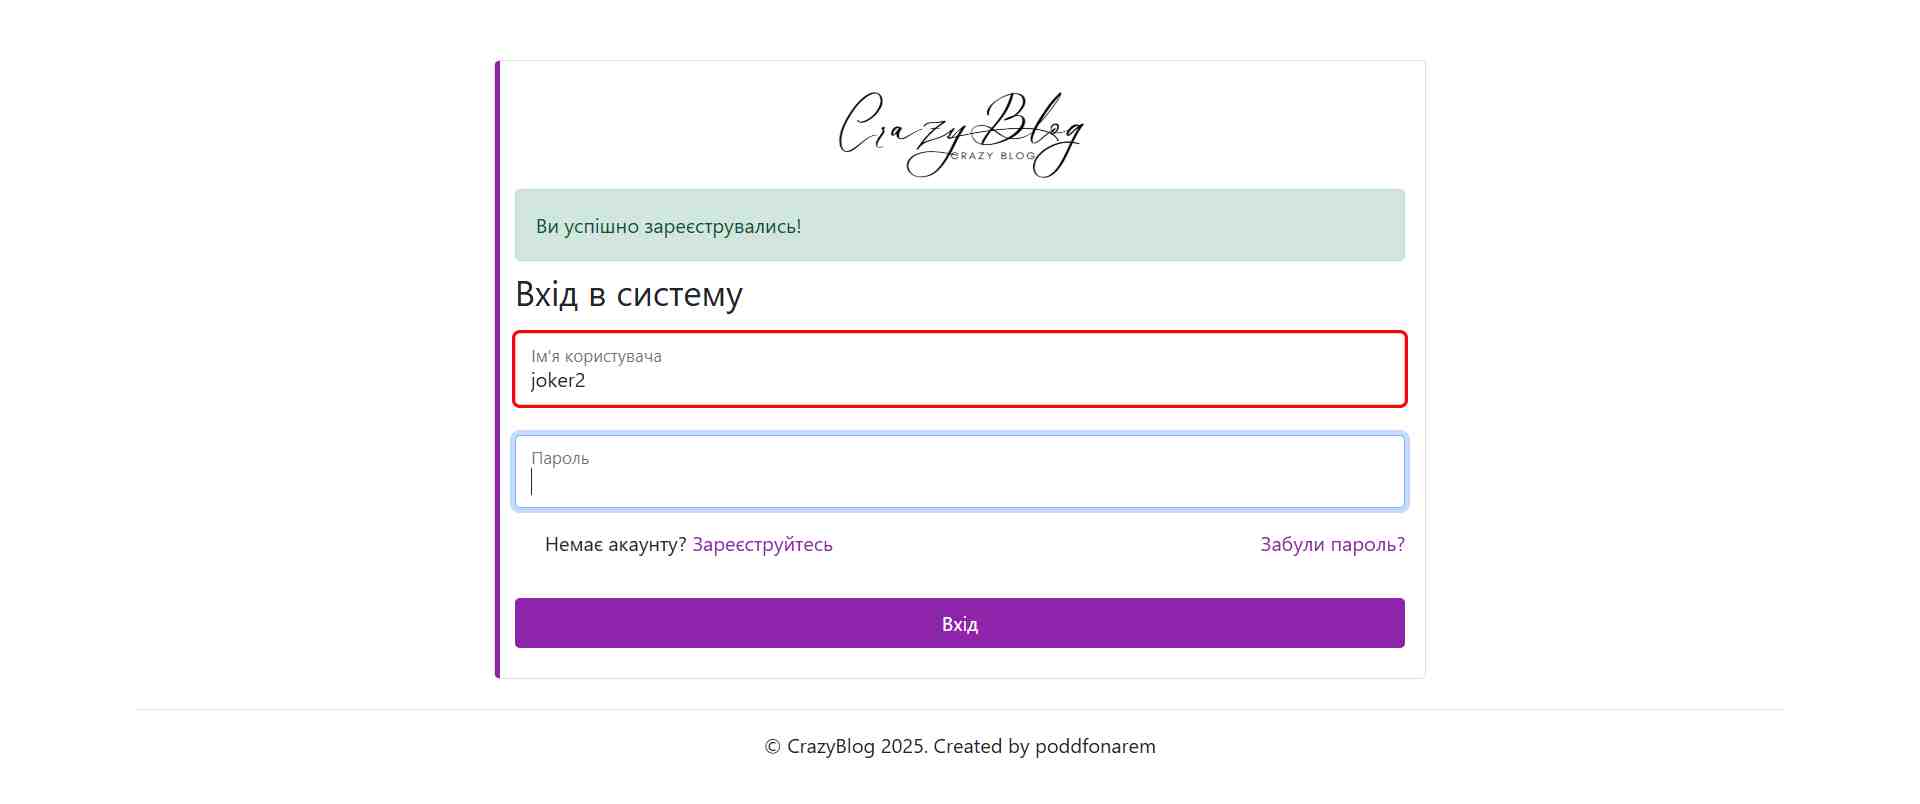 CrazyBlog
CRAZY BLOG
Ви успішно зареєструвались!
Вхід в систему
Ім'я користувача
joker2
Пароль
Немає акаунту? Зареєструйтесь
Забули пароль?
Вхід
© CrazyBlog 2025. Created by poddfonarem